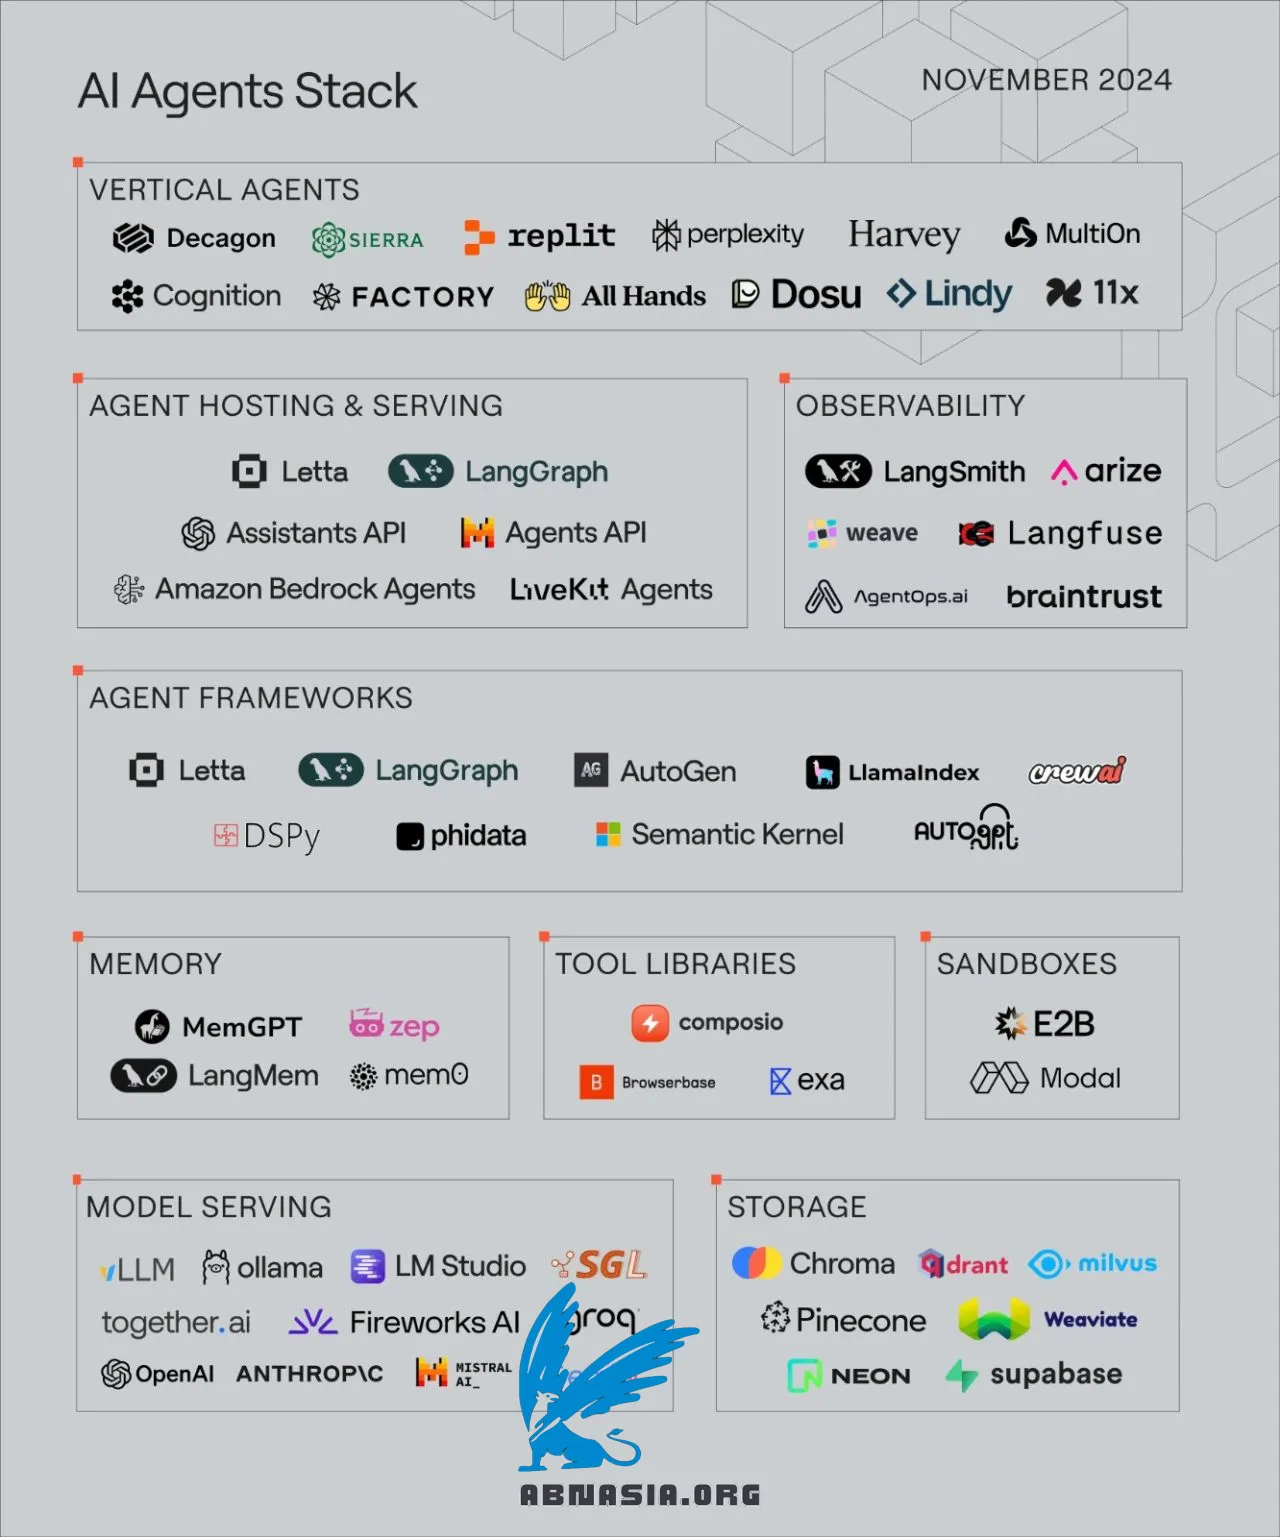 AI Agents Stack
NOVEMBER 2024
VERTICAL AGENTS
Decagon SIERRA replit perplexity Harvey MultiOn
Cognition FACTORY All Hands Dosu Lindy 11x
AGENT HOSTING & SERVING
Letta LangGraph
Assistants API Agents API
Amazon Bedrock Agents LiveKit Agents
OBSERVABILITY
LangSmith arize
weave Langfuse
AgentOps.ai braintrust
AGENT FRAMEWORKS
Letta LangGraph AG AutoGen LlamaIndex crewai
DSPy phidata Semantic Kernel AUTOgpt
MEMORY
MemGPT zep
LangMem mem0
TOOL LIBRARIES
composio
B Browserbase exa
SANDBOXES
E2B
Modal
MODEL SERVING
vLLM ollama LM Studio SGL
together.ai Fireworks AI groq
OpenAI ANTHROP\C MISTRAL
AI_
STORAGE
Chroma qdrant milvus
Pinecone Weaviate
NEON supabase
ABNASIA.ORG